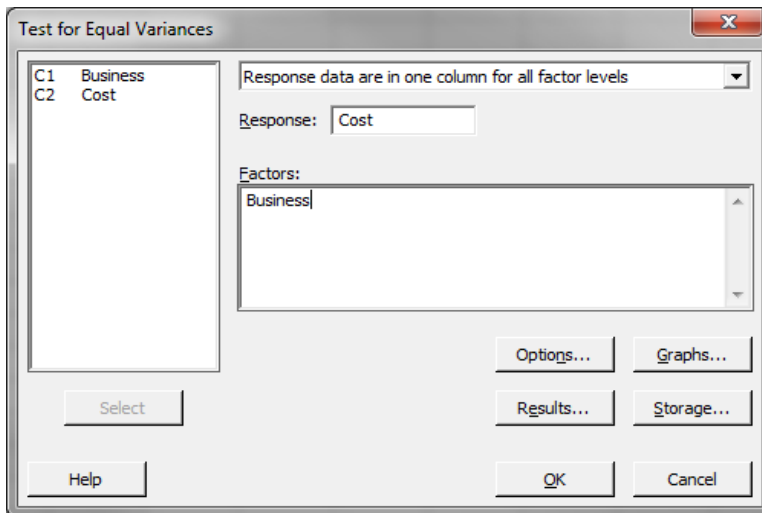 Test for Equal Variances
C1 Business
C2 Cost
Response data are in one column for all factor levels
Response: Cost
Factors:
Business
Options... Graphs...
Select Results... Storage...
Help OK Cancel